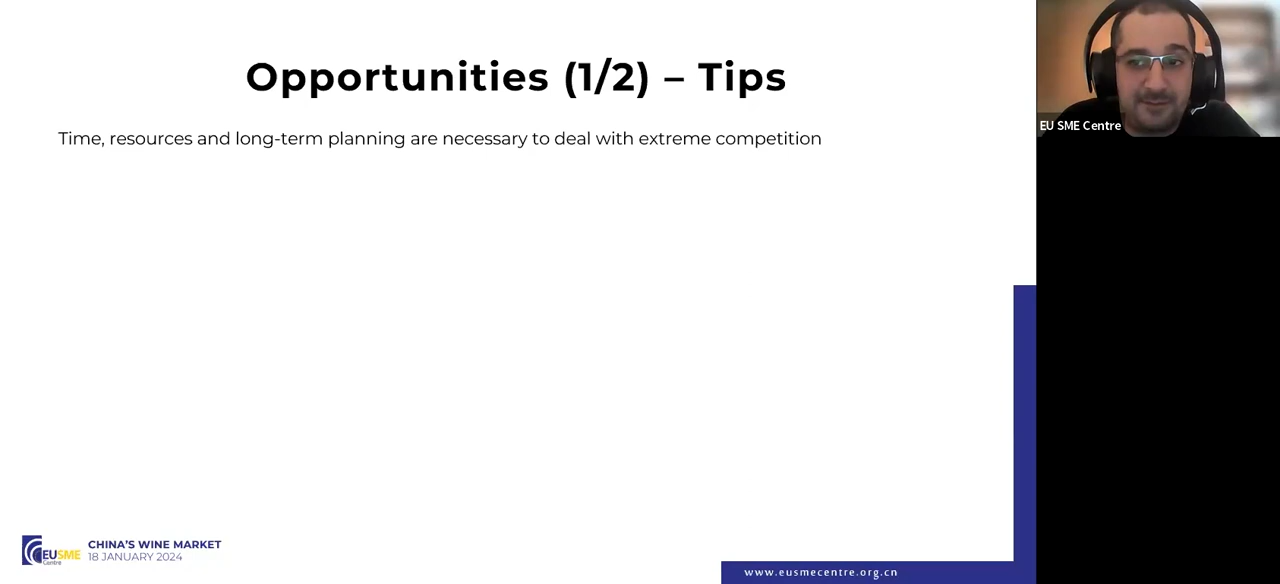 Opportunities (1/2) – Tips
Time, resources and long-term planning are necessary to deal with extreme competition
EU SME Centre
EUSME
Centre
CHINA'S WINE MARKET
18 JANUARY 2024
www.eusmecentre.org.cn